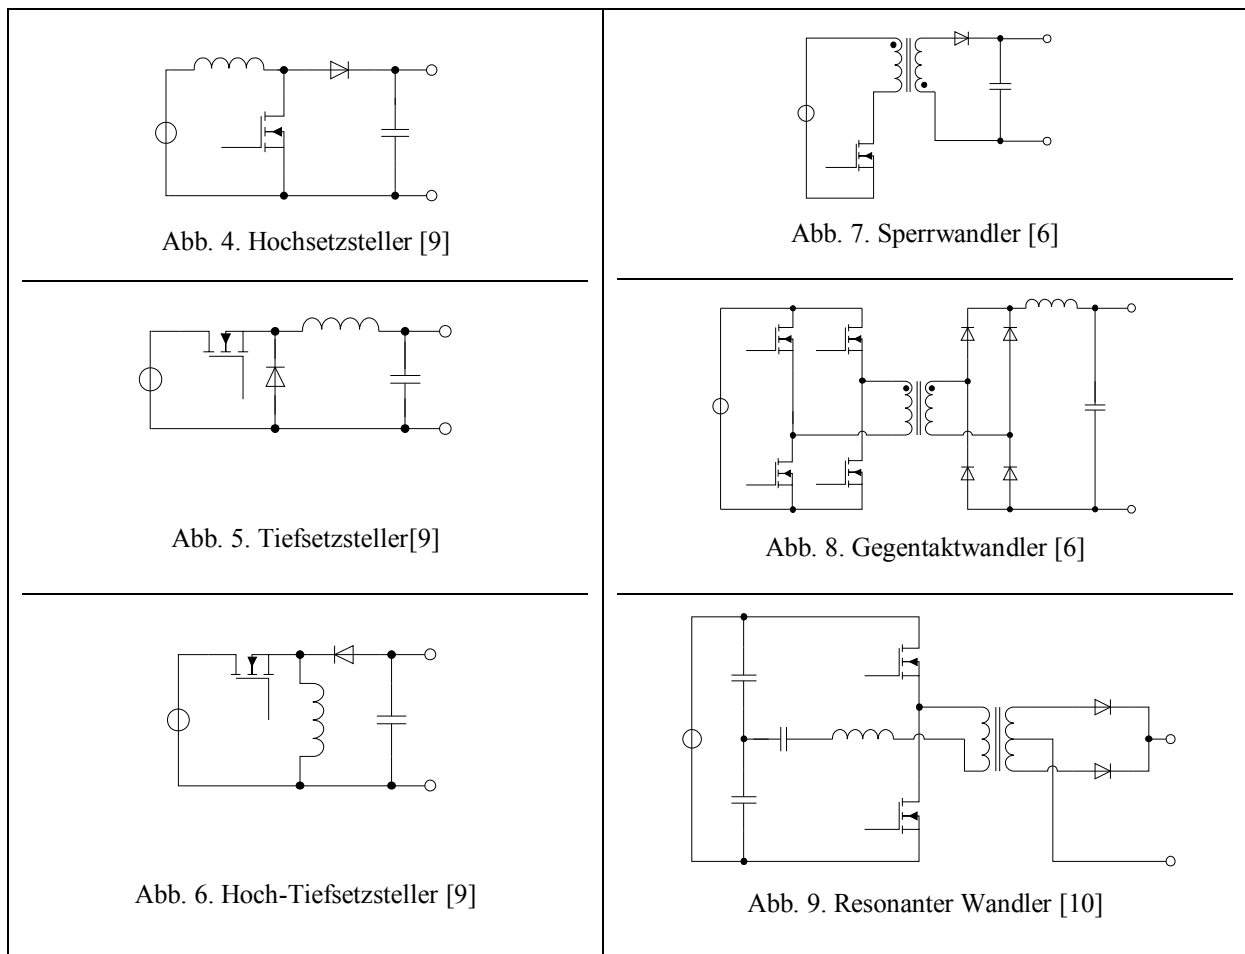 Abb. 4. Hochsetzsteller [9]
Abb. 5. Tiefsetzsteller[9]
Abb. 6. Hoch-Tiefsetzsteller [9]
Abb. 7. Sperrwandler [6]
Abb. 8. Gegentaktwandler [6]
Abb. 9. Resonanter Wandler [10]